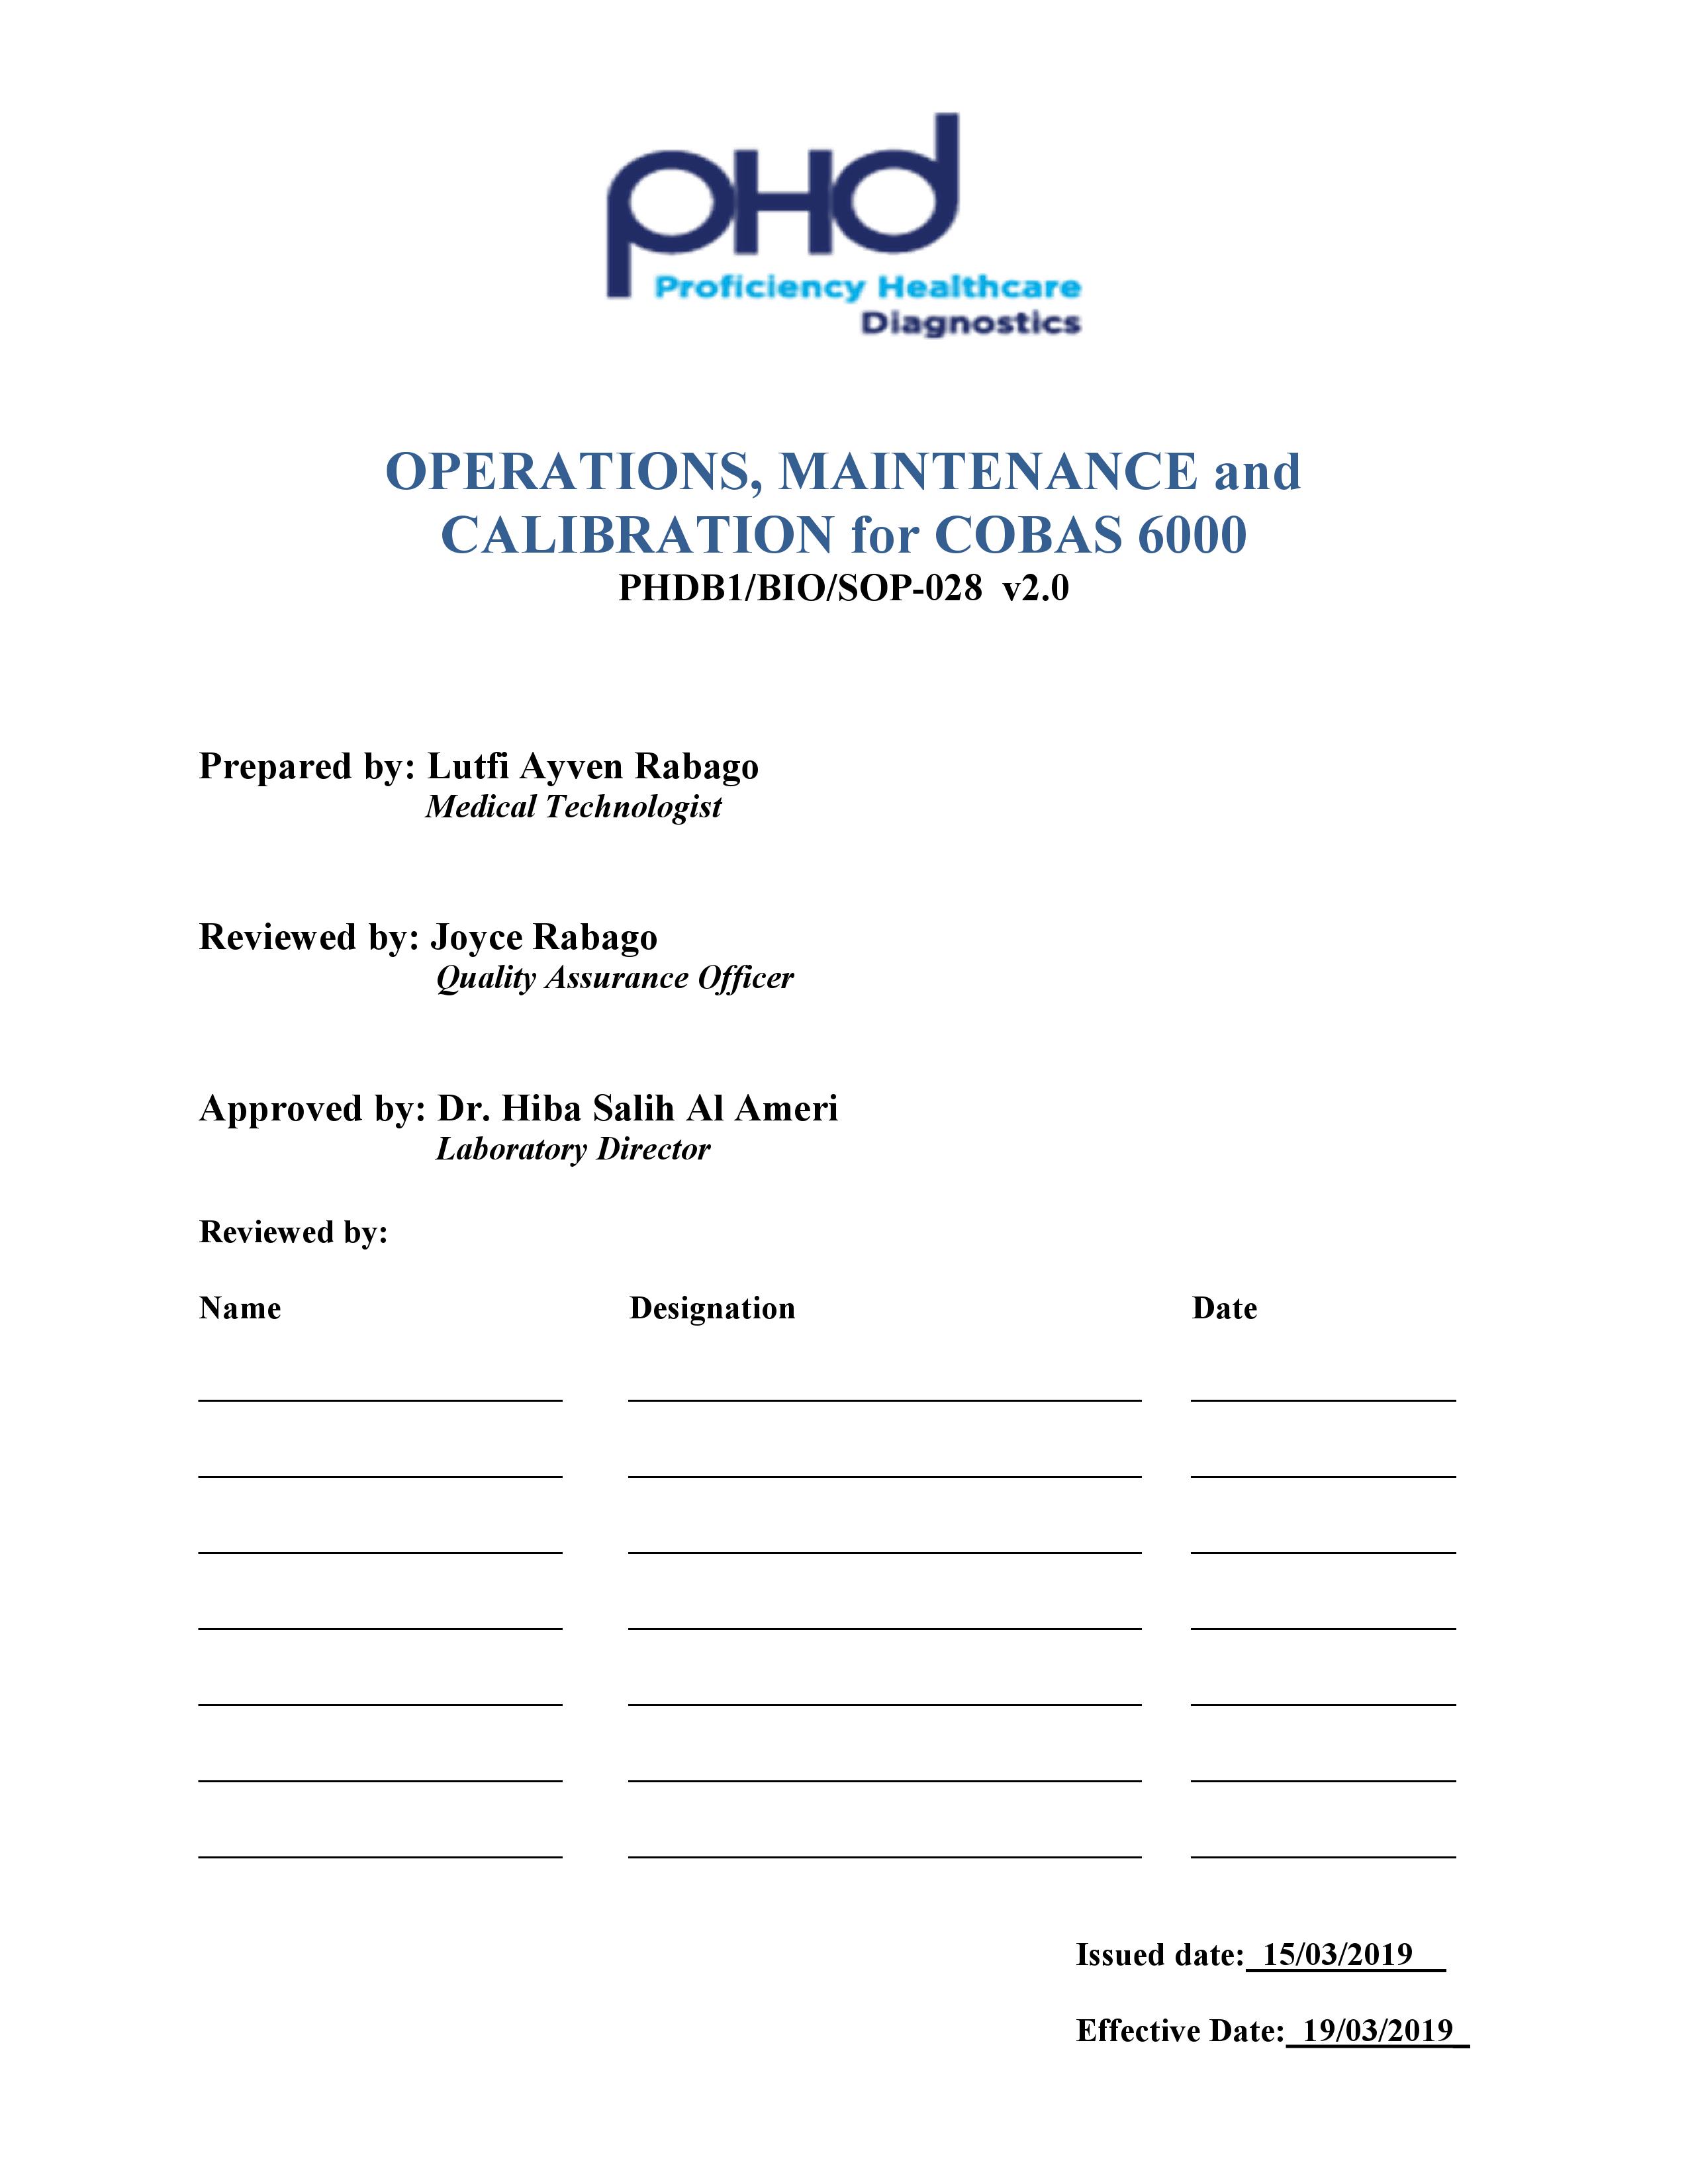 pHd
Proficiency Healthcare
Diagnostics
OPERATIONS, MAINTENANCE and
CALIBRATION for COBAS 6000
PHDB1/BIO/SOP-028 v2.0
Prepared by: Lutfi Ayven Rabago
Medical Technologist
Reviewed by: Joyce Rabago
Quality Assurance Officer
Approved by: Dr. Hiba Salih Al Ameri
Laboratory Director
Reviewed by:
Name Designation Date
Issued date: 15/03/2019
Effective Date: 19/03/2019